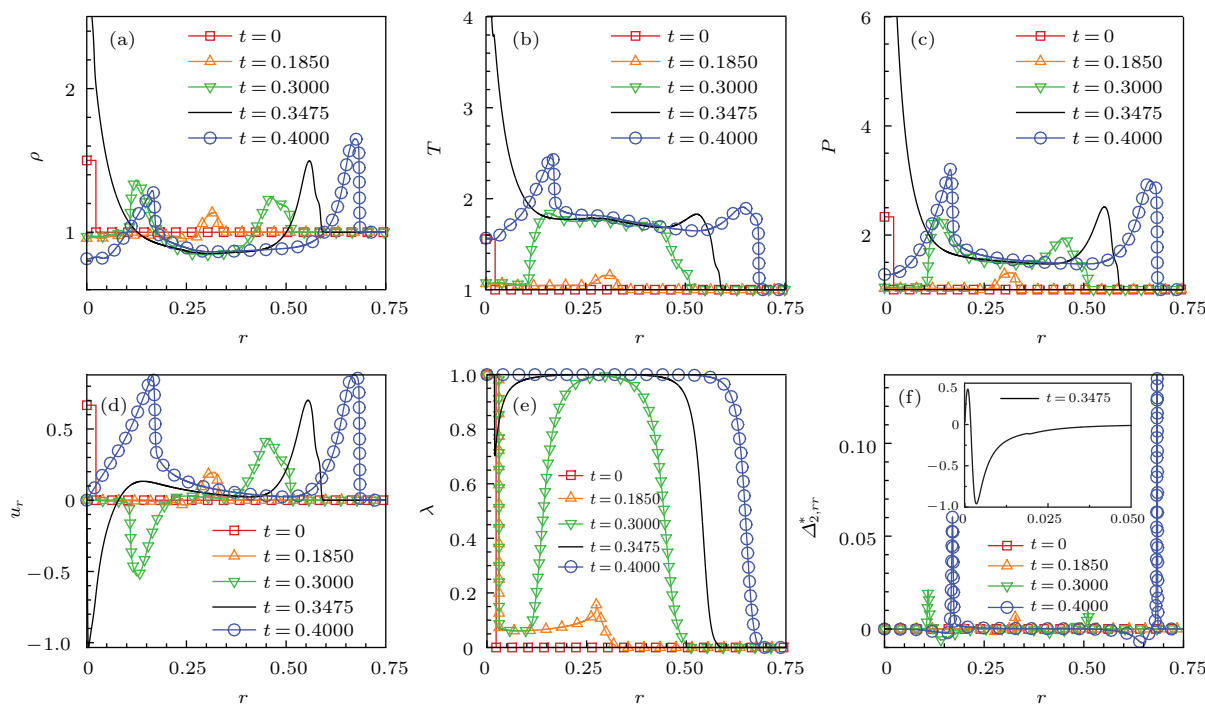 (a)
t = 0
t = 0.1850
t = 0.3000
t = 0.3475
t = 0.4000
2
1
ρ
0
0.25
0.50
0.75
r
(b)
t = 0
t = 0.1850
t = 0.3000
t = 0.3475
t = 0.4000
4
3
2
1
T
0
0.25
0.50
0.75
r
(c)
t = 0
t = 0.1850
t = 0.3000
t = 0.3475
t = 0.4000
6
4
2
P
0
0.25
0.50
0.75
r
(d)
t = 0
t = 0.1850
t = 0.3000
t = 0.3475
t = 0.4000
0.5
0
−0.5
−1.0
u_r
0
0.25
0.50
0.75
r
(e)
t = 0
t = 0.1850
t = 0.3000
t = 0.3475
t = 0.4000
1.0
0.8
0.6
0.4
0.2
0
λ
0
0.25
0.50
0.75
r
(f)
0.5
0
−0.5
−1.0
t = 0.3475
0
0.025
0.050
t = 0
t = 0.1850
t = 0.3000
t = 0.4000
0.10
0.05
0
Δ*_{2,rr}
0
0.25
0.50
0.75
r